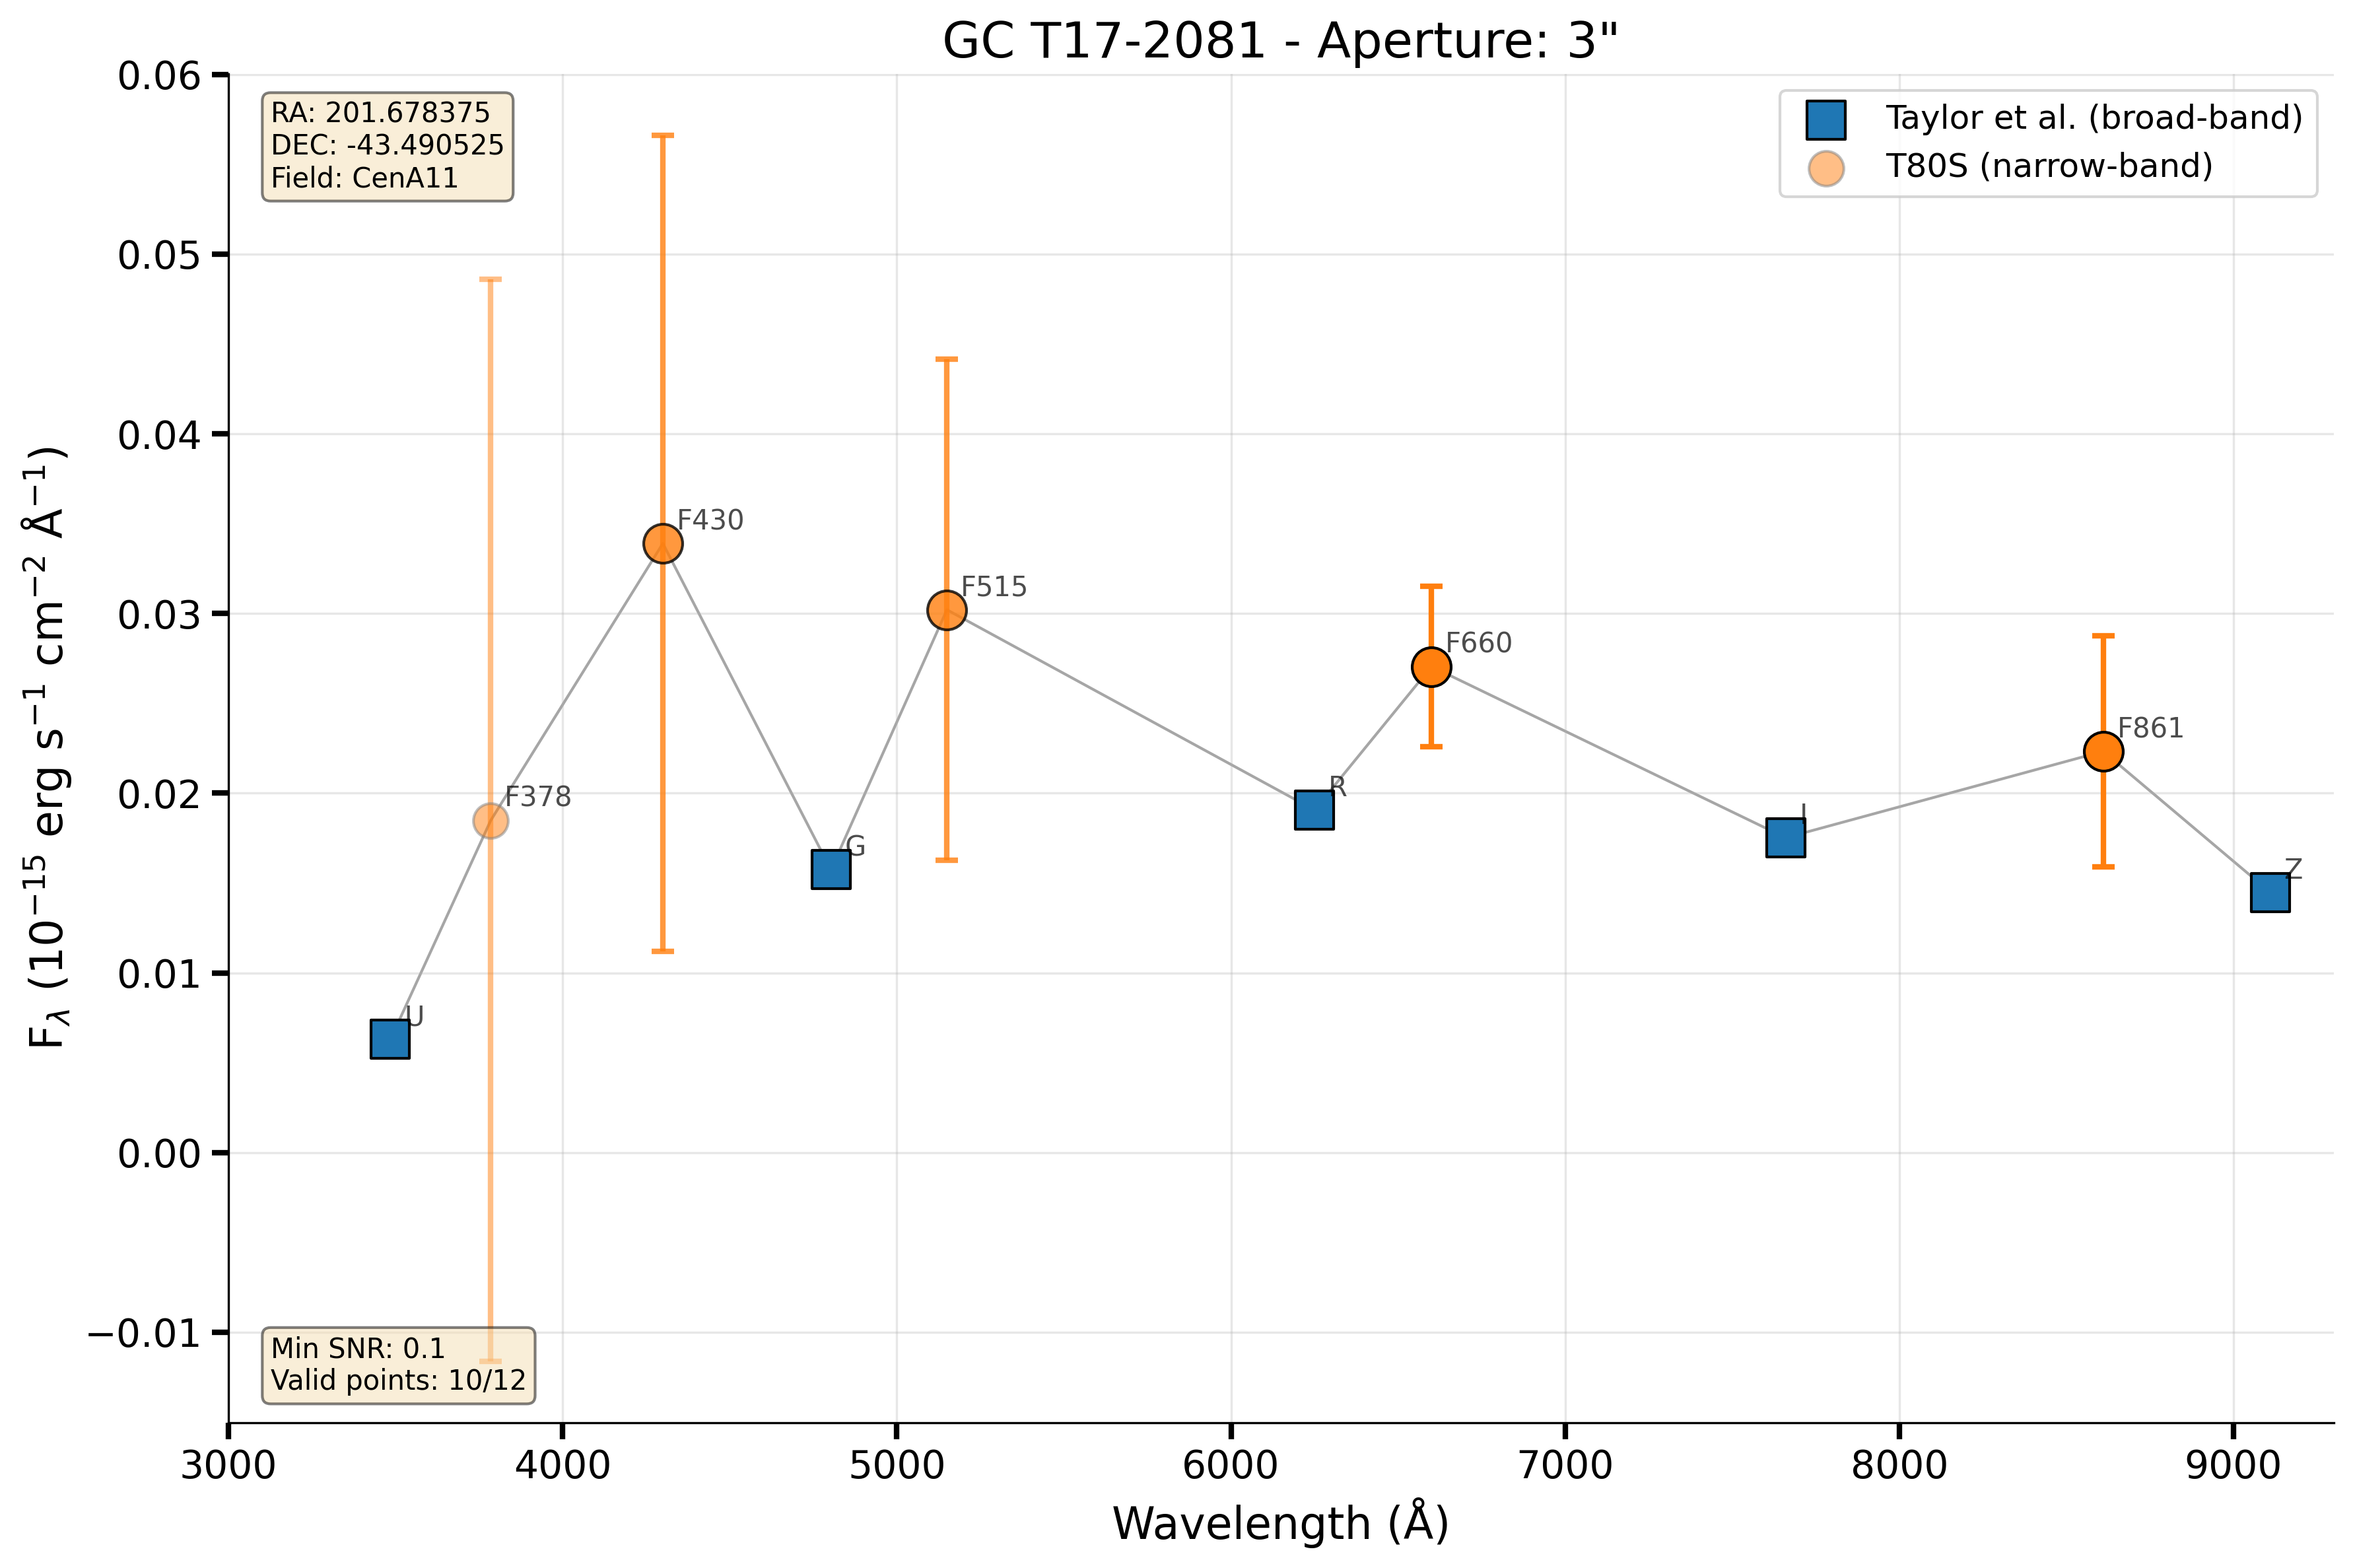 GC T17-2081 - Aperture: 3"
RA: 201.678375
DEC: -43.490525
Field: CenA11
Taylor et al. (broad-band)
T80S (narrow-band)
0.06
0.05
0.04
0.03
0.02
0.01
0.00
−0.01
F$_λ$ (10$^{−15}$ erg s$^{−1}$ cm$^{−2}$ Å$^{−1}$)
U
F378
F430
G
F515
R
F660
I
F861
Z
Min SNR: 0.1
Valid points: 10/12
3000 4000 5000 6000 7000 8000 9000
Wavelength (Å)